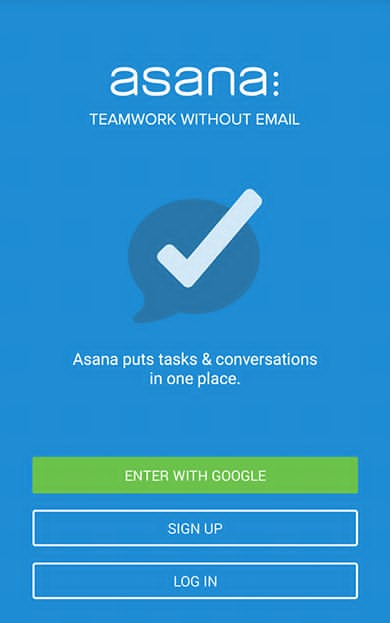 asana:
TEAMWORK WITHOUT EMAIL
Asana puts tasks & conversations
in one place.
ENTER WITH GOOGLE
SIGN UP
LOG IN